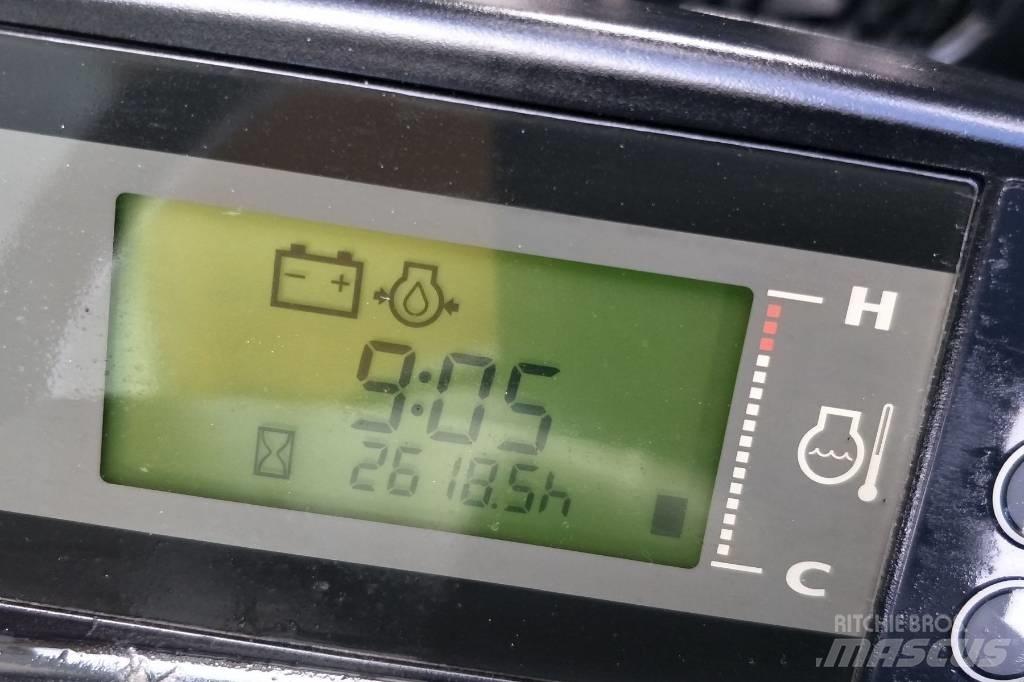 9:05
2618.5h
H
C
RITCHIE BROS
MASCUS